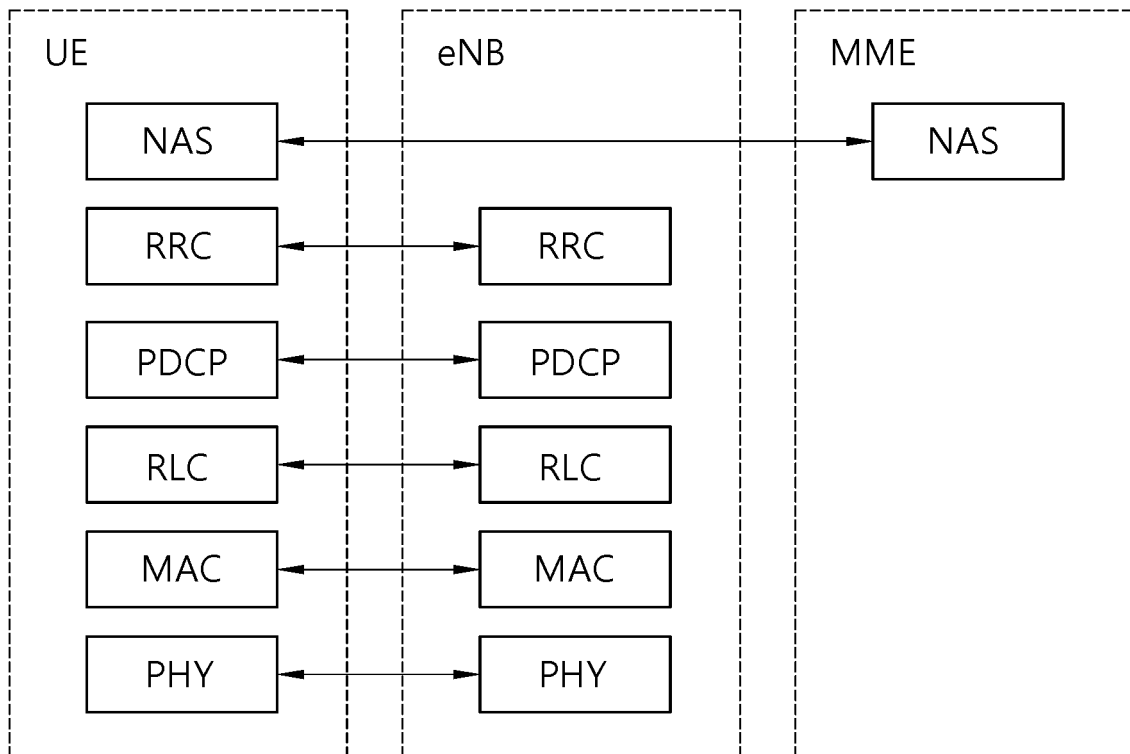 UE eNB MME
NAS NAS
RRC RRC
PDCP PDCP
RLC RLC
MAC MAC
PHY PHY